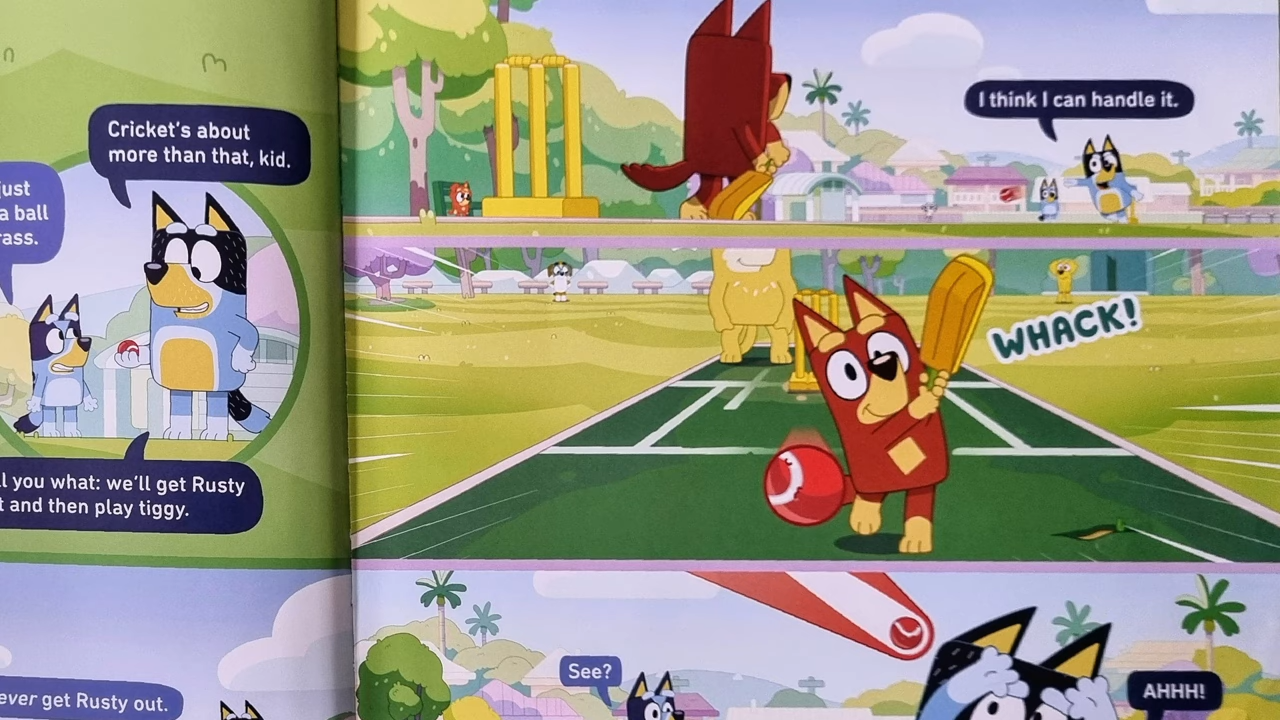 Cricket's about
more than that, kid.
just
a ball
rass.
ll you what: we'll get Rusty
t and then play tiggy.
ever get Rusty out.
I think I can handle it.
WHACK!
See?
AHHH!